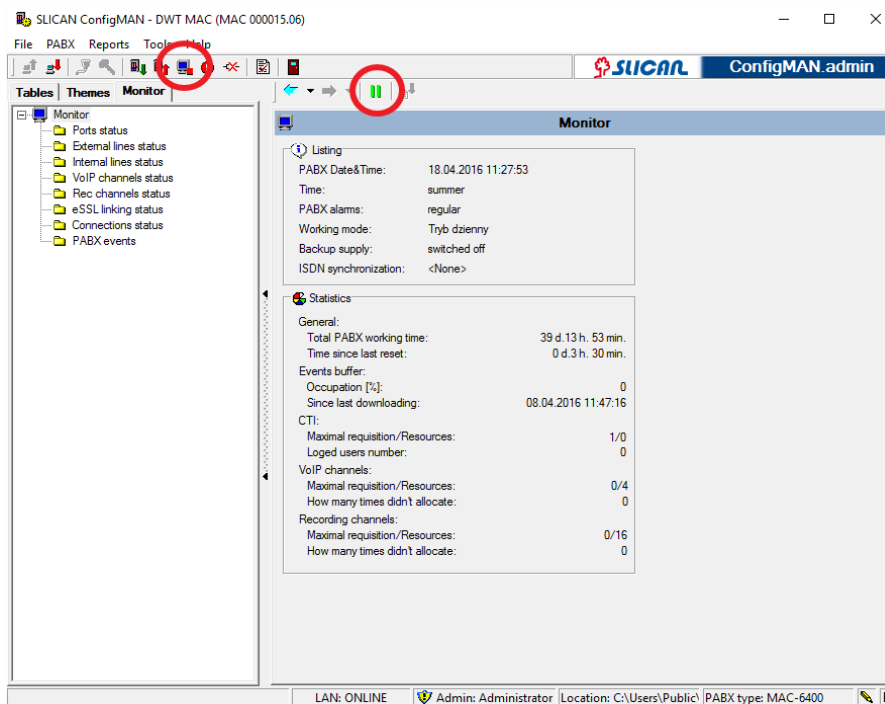 SLICAN ConfigMAN - DWT MAC (MAC 000015.06)
File PABX Reports Tools Help
SLICAN ConfigMAN.admin
Tables Themes Monitor
Monitor
Ports status
External lines status
Internal lines status
VoIP channels status
Rec channels status
eSSL linking status
Connections status
PABX events
Monitor
Listing
PABX Date&Time: 18.04.2016 11:27:53
Time: summer
PABX alarms: regular
Working mode: Tryb dzienny
Backup supply: switched off
ISDN synchronization: <None>
Statistics
General:
Total PABX working time: 39 d.13 h. 53 min.
Time since last reset: 0 d.3 h. 30 min.
Events buffer:
Occupation [%]: 0
Since last downloading: 08.04.2016 11:47:16
CTI:
Maximal requisition/Resources: 1/0
Loged users number: 0
VoIP channels:
Maximal requisition/Resources: 0/4
How many times didn't allocate: 0
Recording channels:
Maximal requisition/Resources: 0/16
How many times didn't allocate: 0
LAN: ONLINE Admin: Administrator Location: C:\Users\Public\ PABX type: MAC-6400